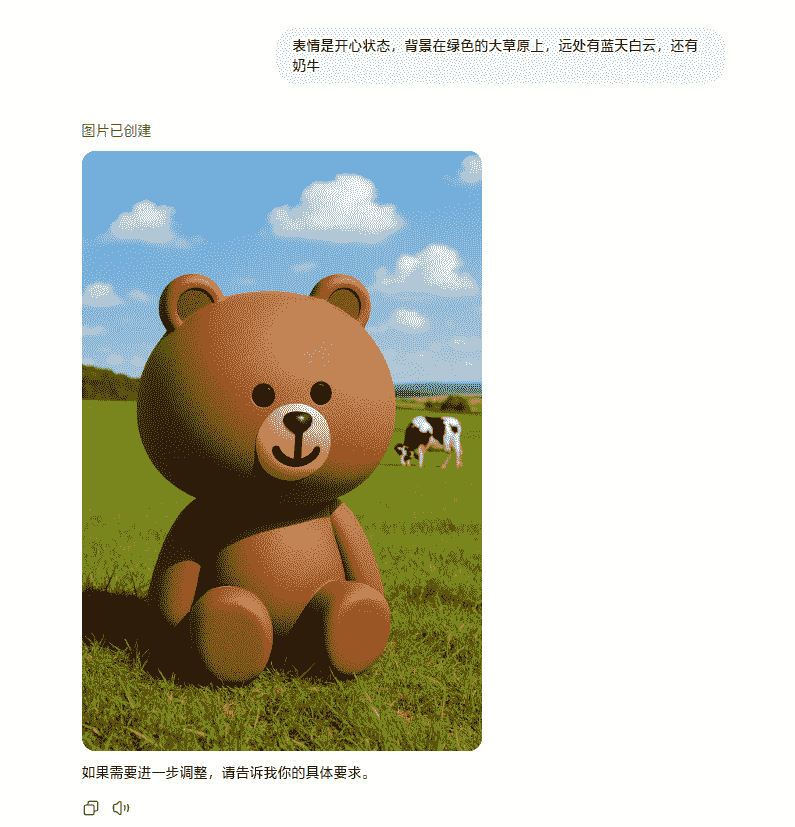 表情是开心状态，背景在绿色的大草原上，远处有蓝天白云，还有
奶牛
图片已创建
如果需要进一步调整，请告诉我你的具体要求。